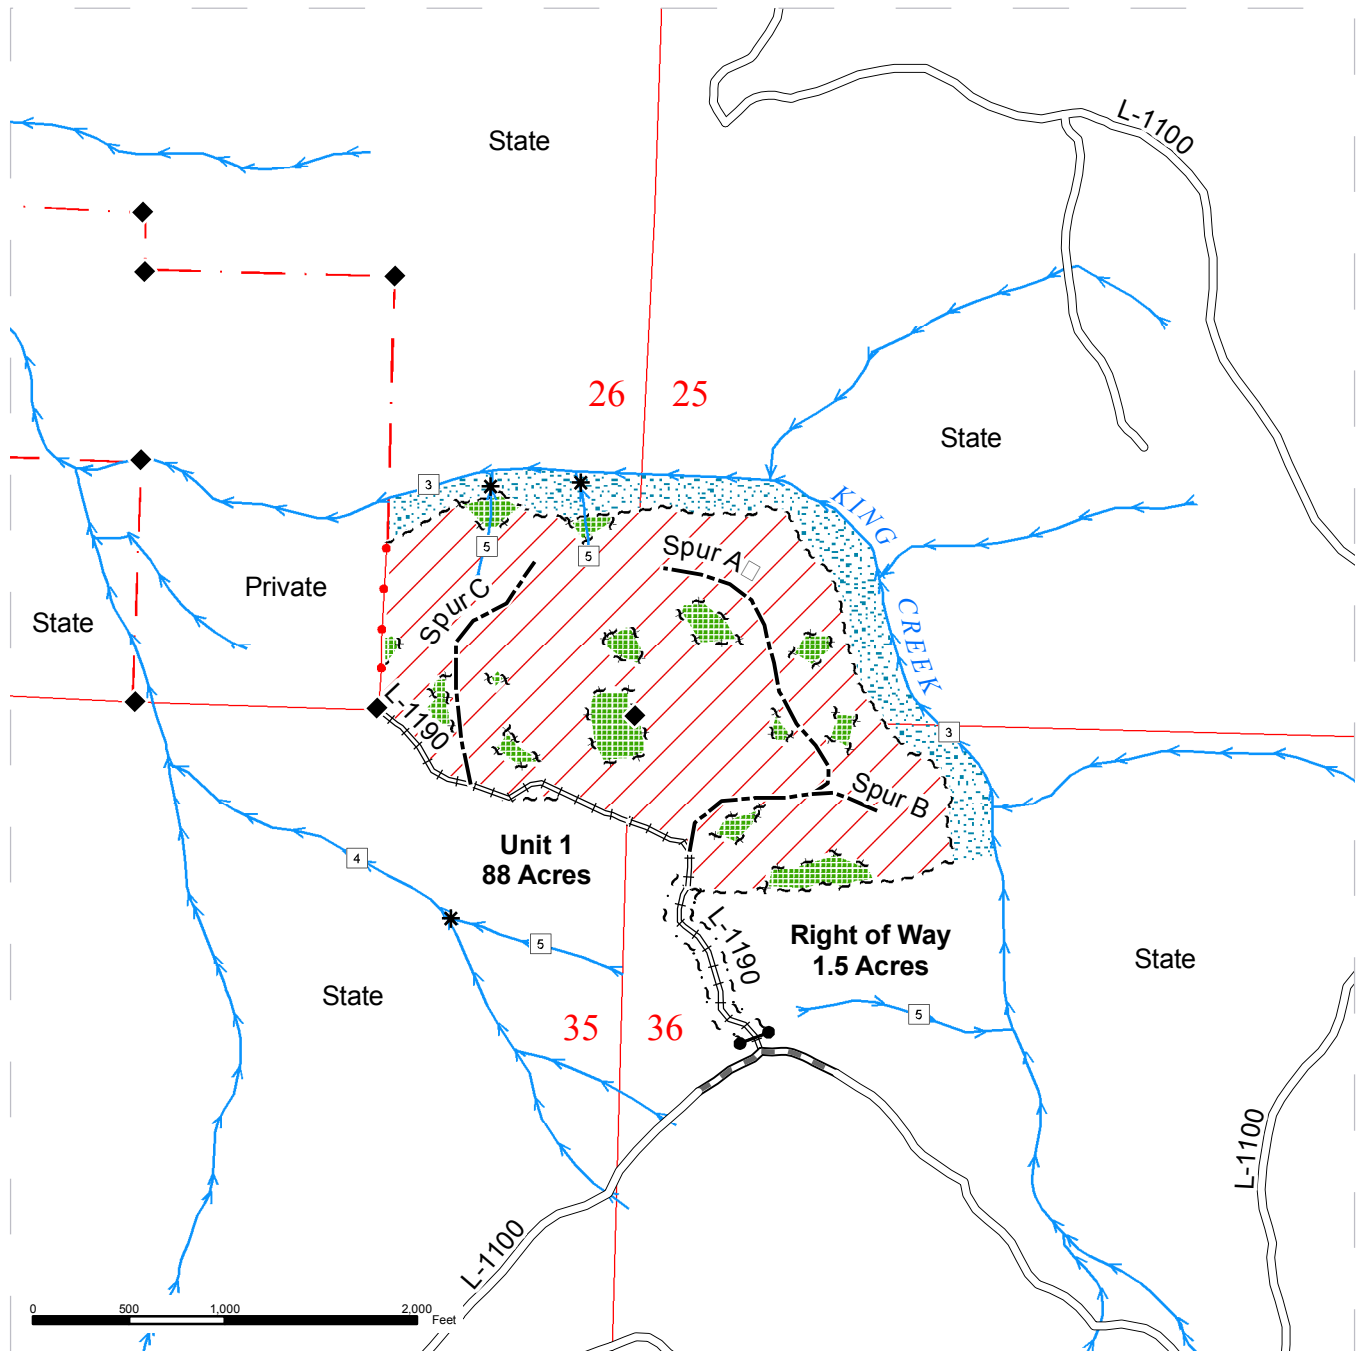 State
L-1100
26 25
State
3
KING
5
5
Spur A
Private
Spur C
State
CREEK
L-1190
3
Spur B
Unit 1
88 Acres
4
L-1190
Right of Way
1.5 Acres
5
State
State
5
35 36
L-1100
L-1100
0 500 1,000 2,000
Feet